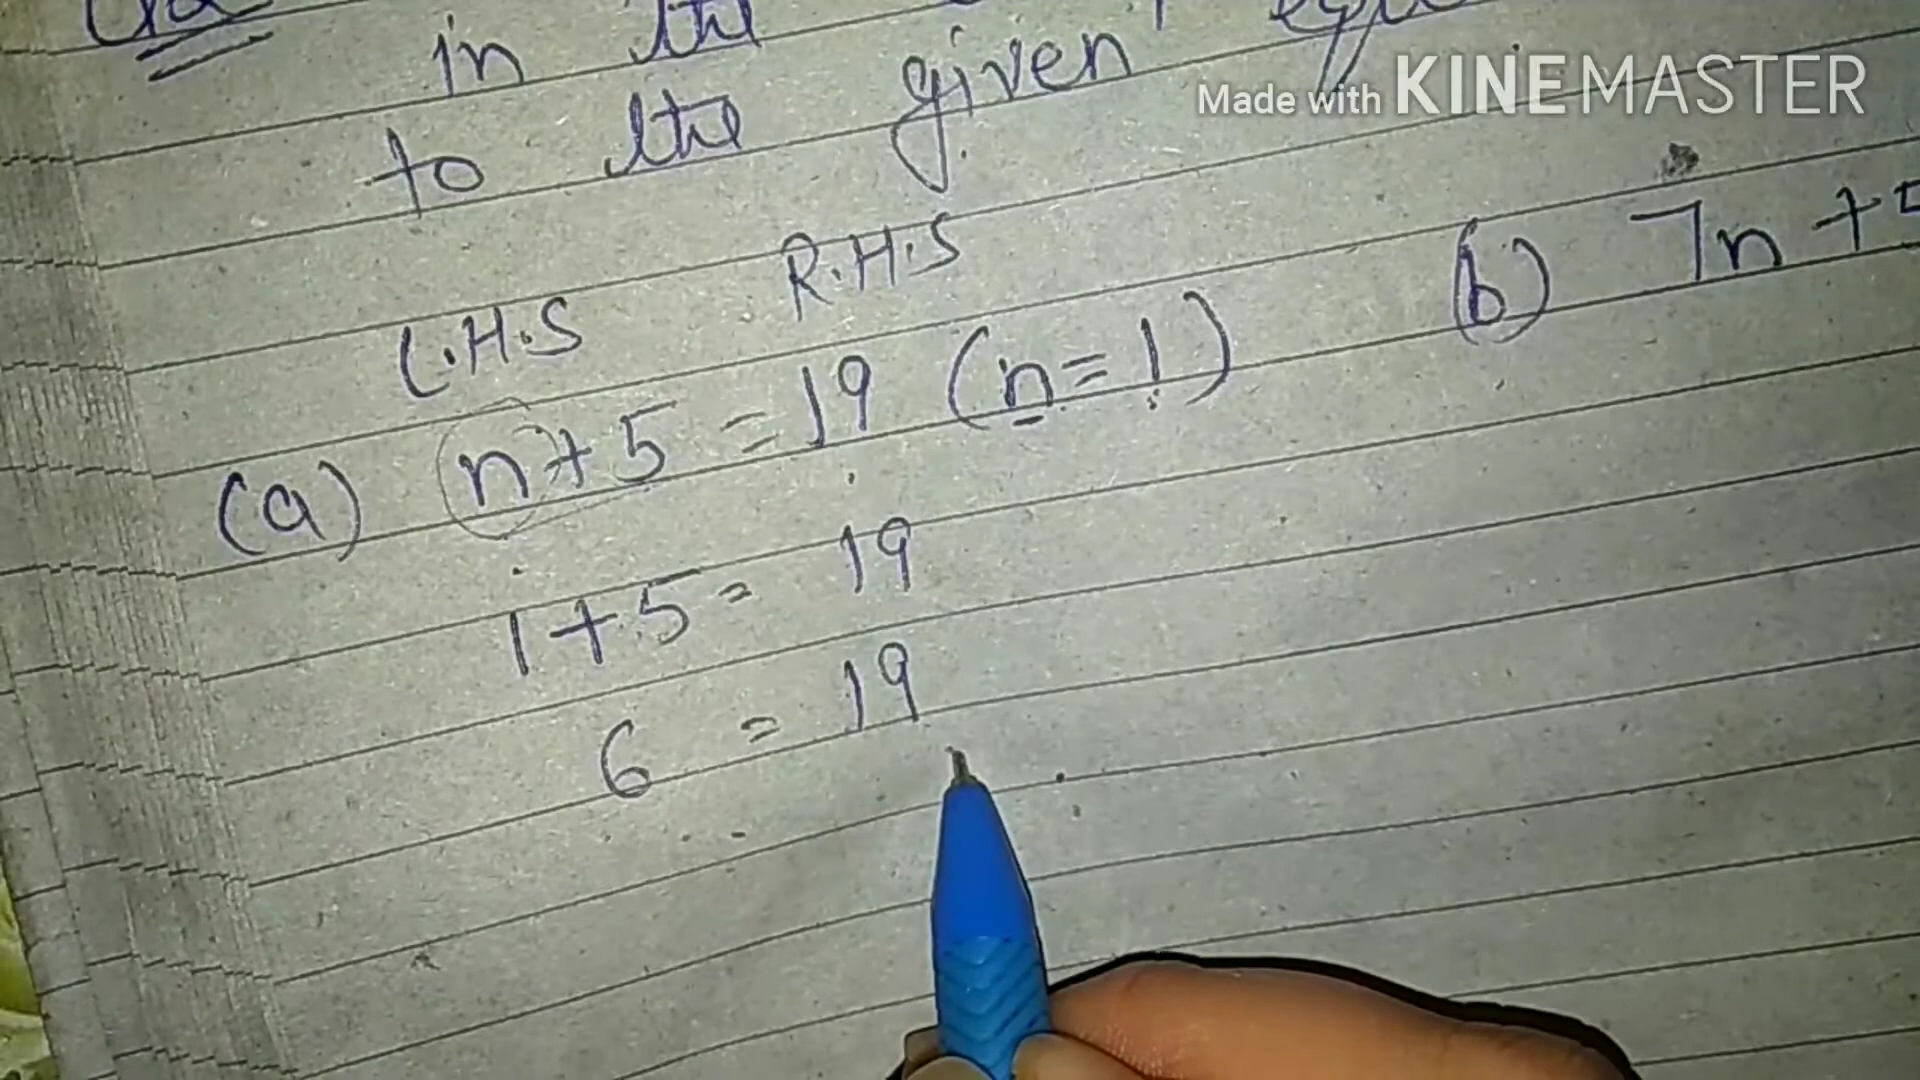 in the
to the given
Made with KINEMASTER
L.H.S R.H.S
(a) n+5 = 19 (n=1)
(b) 7n +
1+5 = 19
6 = 19